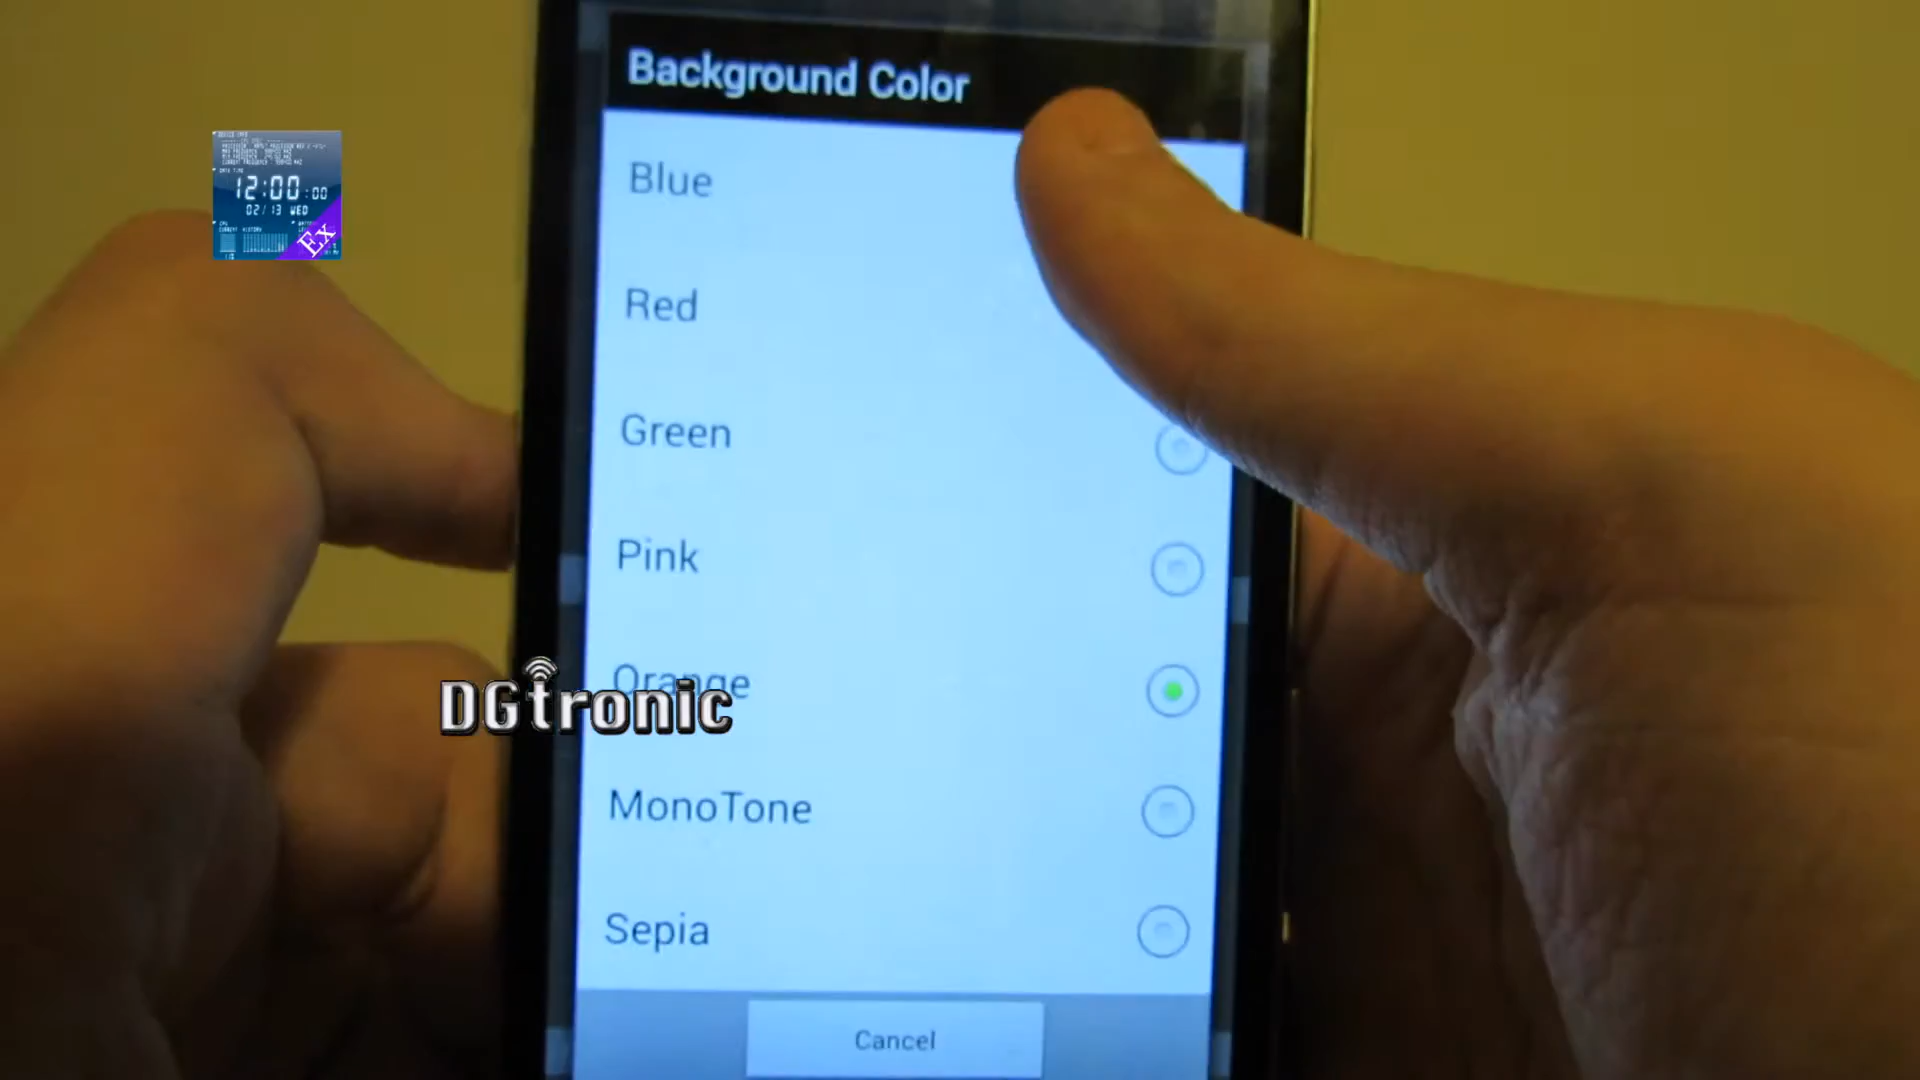 Background Color
Blue
12:00:00
02/13 WED
Ex
Red
Green
Pink
Orange
DGtronic
MonoTone
Sepia
Cancel